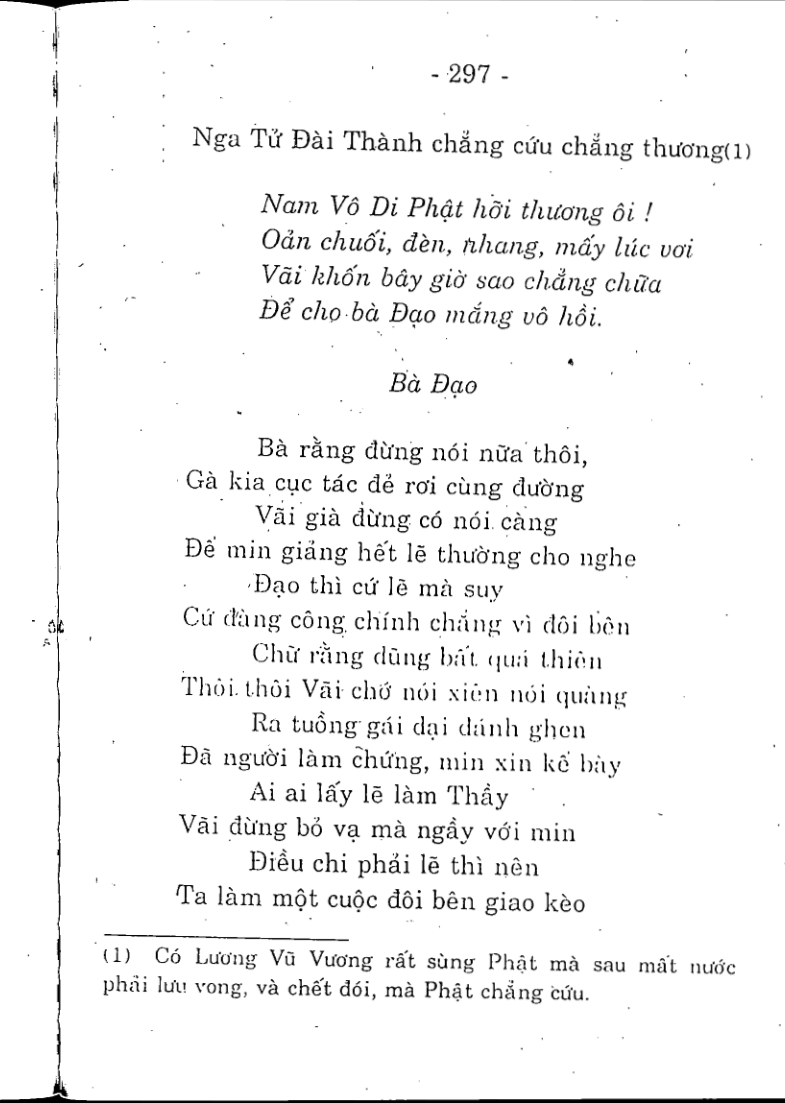 - 297 -
Nga Tử Đài Thành chẳng cứu chẳng thương(1)
Nam Vô Di Phật hỡi thương ôi !
Oản chuối, đèn, nhang, mấy lúc vơi
Vãi khốn bây giờ sao chẳng chữa
Để cho bà Đạo mắng vô hồi.
Bà Đạo
Bà rằng đừng nói nữa thôi,
Gà kia cục tác đẻ rơi cùng đường
Vãi già đừng có nói càng
Để min giảng hết lẽ thường cho nghe
Đạo thì cứ lẽ mà suy
Cứ đàng công chính chẳng vì đôi bên
Chữ rằng dũng bất quá thiên
Thôi thôi Vãi chớ nói xiên nói quàng
Ra tuồng gái dại đánh ghen
Đã người làm chứng, min xin kể bày
Ai ai lấy lẽ làm Thầy
Vãi đừng bỏ vạ mà ngầy với min
Điều chi phải lẽ thì nên
Ta làm một cuộc đôi bên giao kèo
(1) Có Lương Vũ Vương rất sùng Phật mà sau mất nước
phải lưu vong, và chết đói, mà Phật chẳng cứu.